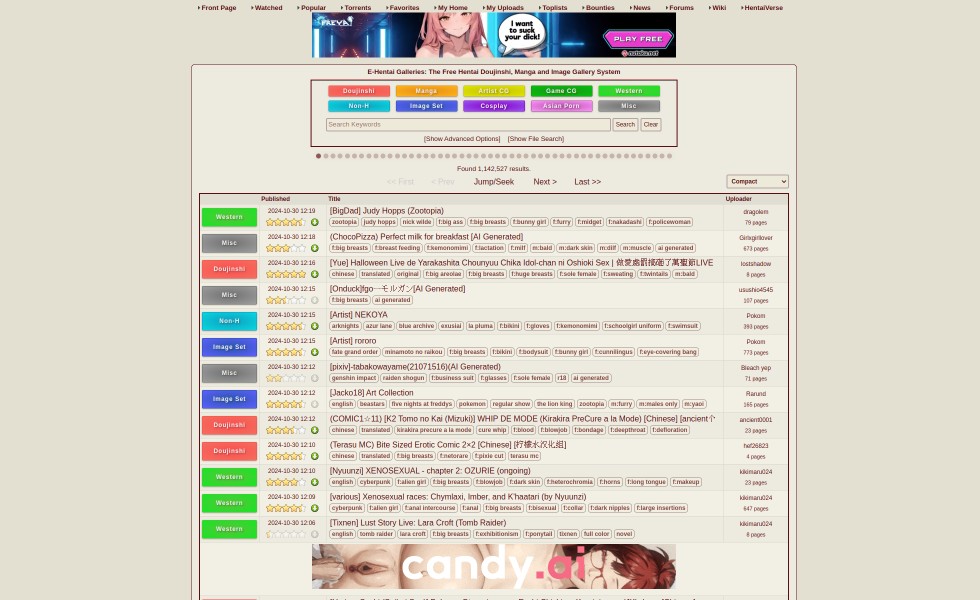 Front Page Watched Popular Torrents Favorites My Home My Uploads Toplists Bounties News Forums Wiki HentaiVerse
I want to suck your dick!
PLAY FREE
E-Hentai Galleries: The Free Hentai Doujinshi, Manga and Image Gallery System
Doujinshi Manga Artist CG Game CG Western
Non-H Image Set Cosplay Asian Porn Misc
Search Keywords Search Clear
[Show Advanced Options] [Show File Search]
Found 1,142,527 results.
<< First < Prev Jump/Seek Next > Last >> Compact
Published Title Uploader
Western 2024-10-30 12:19 [BigDad] Judy Hopps (Zootopia) dragolem
zootopia judy hopps nick wilde f:big ass f:big breasts f:bunny girl f:furry f:midget f:nakadashi f:policewoman 79 pages
Misc 2024-10-30 12:18 (ChocoPizza) Perfect milk for breakfast [AI Generated] Girlsgirllover
f:big breasts f:breast feeding f:kemonomimi f:lactation f:milf m:bald m:dark skin m:dilf m:muscle ai generated 673 pages
Doujinshi 2024-10-30 12:16 [Yue] Halloween Live de Yarakashita Chounyuu Chika Idol-chan ni Oshioki Sex | lostshadow
chinese translated original f:big areolae f:big breasts f:huge breasts f:sole female f:sweating f:twintails m:bald 8 pages
Misc 2024-10-30 12:15 [Onduck]fgo一モルガン[AI Generated] usushio4545
f:big breasts ai generated 107 pages
Non-H 2024-10-30 12:15 [Artist] NEKOYA Pokom
arknights azur lane blue archive exusiai la pluma f:bikini f:gloves f:kemonomimi f:schoolgirl uniform f:swimsuit 393 pages
Image Set 2024-10-30 12:15 [Artist] rororo Pokom
fate grand order minamoto no raikou f:big breasts f:bikini f:bodysuit f:bunny girl f:cunnilingus f:eye-covering bang 773 pages
Misc 2024-10-30 12:12 [pixiv]-tabakowayame(21071516)(AI Generated) Bleach yep
genshin impact raiden shogun f:business suit f:glasses f:sole female r18 ai generated 71 pages
Image Set 2024-10-30 12:12 [Jacko18] Art Collection Rarund
english beastars five nights at freddys pokemon regular show the lion king zootopia m:furry m:males only m:yaoi 165 pages
Doujinshi 2024-10-30 12:12 (COMIC1☆11) [K2 Tomo no Kai (Mizuki)] WHIP DE MODE (Kirakira PreCure a la Mode) [Chinese] [ancient ancient0001
chinese translated kirakira precure a la mode cure whip f:blood f:blowjob f:bondage f:deepthroat f:defloration 23 pages
Doujinshi 2024-10-30 12:10 (Terasu MC) Bite Sized Erotic Comic 2×2 [Chinese] [柠檬水汉化组] hef26823
chinese translated f:big breasts f:netorare f:pixie cut terasu mc 4 pages
Western 2024-10-30 12:10 [Nyuunzi] XENOSEXUAL - chapter 2: OZURIE (ongoing) kikimaru024
english cyberpunk f:alien girl f:big breasts f:blowjob f:dark skin f:heterochromia f:horns f:long tongue f:makeup 23 pages
Western 2024-10-30 12:09 [various] Xenosexual races: Chymlaxi, Imber, and K'haatari (by Nyuunzi) kikimaru024
cyberpunk f:alien girl f:anal intercourse f:anal f:big breasts f:bisexual f:collar f:dark nipples f:large insertions 647 pages
Western 2024-10-30 12:06 [Tixnen] Lust Story Live: Lara Croft (Tomb Raider) kikimaru024
english tomb raider lara croft f:big breasts f:exhibitionism f:ponytail tixnen full color novel 8 pages
candy.ai